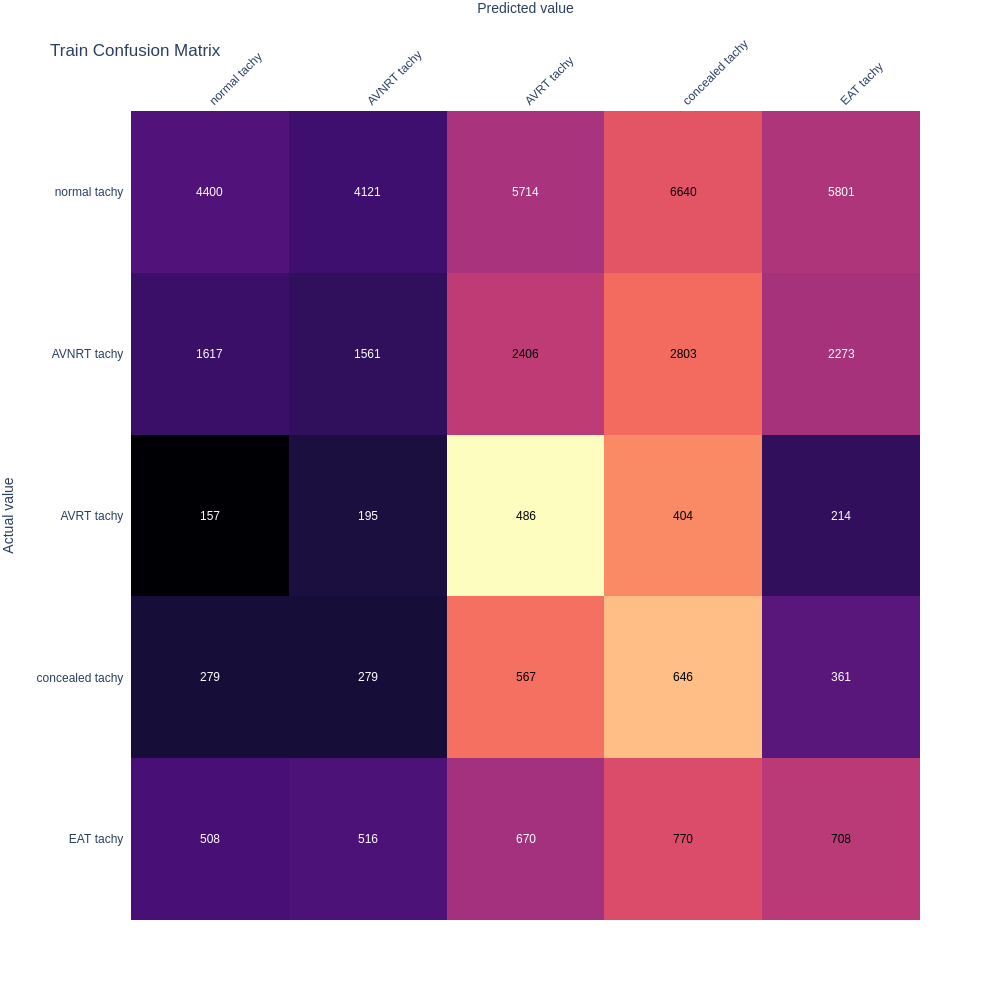 Predicted value
Train Confusion Matrix
normal tachy
AVNRT tachy
AVRT tachy
concealed tachy
EAT tachy
normal tachy 4400 4121 5714 6640 5801
AVNRT tachy 1617 1561 2406 2803 2273
AVRT tachy 157 195 486 404 214
concealed tachy 279 279 567 646 361
EAT tachy 508 516 670 770 708
Actual value